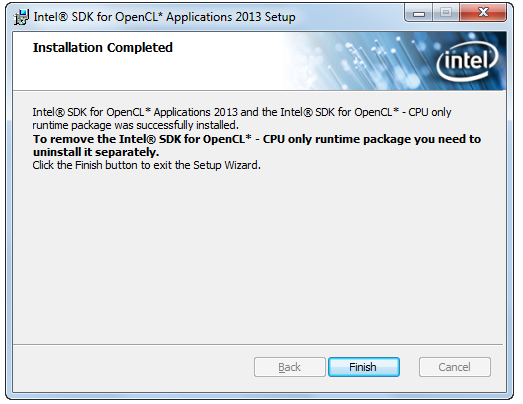 Intel® SDK for OpenCL* Applications 2013 Setup
Installation Completed
intel
Intel® SDK for OpenCL* Applications 2013 and the Intel® SDK for OpenCL* - CPU only
runtime package was successfully installed.
To remove the Intel® SDK for OpenCL* - CPU only runtime package you need to
uninstall it separately.
Click the Finish button to exit the Setup Wizard.
Back Finish Cancel